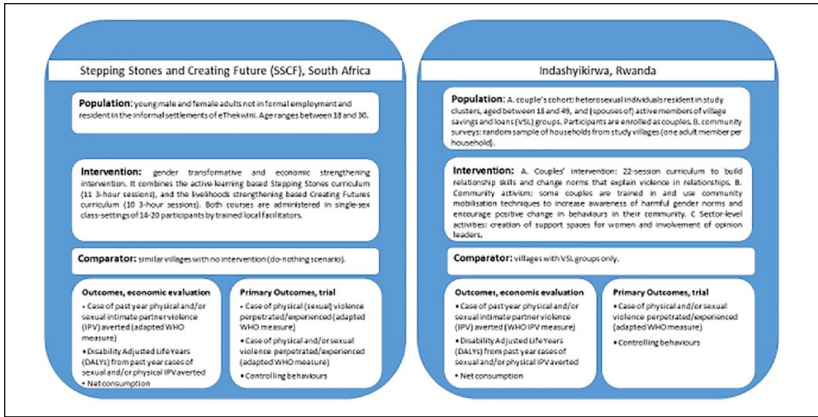 Stepping Stones and Creating Future (SSCF), South Africa
Population: young male and female adults not in formal employment and
resident in the informal settlements of eThekwini. Age ranges between 18 and 30.
Intervention: gender transformative and economic strengthening
intervention. It combines the active-learning based Stepping Stones curriculum
(11 3-hour sessions), and the livelihoods strengthening based Creating Futures
curriculum (10 3-hour sessions). Both courses are administered in single-sex
class-settings of 14-20 participants by trained local facilitators.
Comparator: similar villages with no intervention (do-nothing scenario).
Outcomes, economic evaluation
• Case of past year physical and/or
sexual intimate partner violence
(IPV) averted (adapted WHO
measure)
• Disability Adjusted Life Years
(DALYs) from past year cases of
sexual and/or physical IPV averted
• Net consumption
Primary Outcomes, trial
• Case of physical (sexual) violence
perpetrated/experienced (adapted
WHO measure)
• Case of physical and/or sexual
violence perpetrated/experienced
(adapted WHO measure)
• Controlling behaviours
Indashyikirwa, Rwanda
Population: A. couple's cohort: heterosexual individuals resident in study
clusters, aged between 18 and 49, and (spouses of) active members of village
savings and loans (VSL) groups. Participants are enrolled as couples. B. community
surveys: random sample of households from study villages (one adult member per
household).
Intervention: A. Couples' intervention: 22-session curriculum to build
relationship skills and change norms that explain violence in relationships. B.
Community activism: some couples are trained in and use community
mobilisation techniques to increase awareness of harmful gender norms and
encourage positive change in behaviours in their community. C Sector-level
activities: creation of support spaces for women and involvement of opinion
leaders.
Comparator: villages with VSL groups only.
Outcomes, economic evaluation
• Case of past year physical and/or
sexual intimate partner violence
(IPV) averted (WHO IPV measure)
• Disability Adjusted Life Years
(DALYs) from past year cases of
sexual and/or physical IPV averted
• Net consumption
Primary Outcomes, trial
• Case of physical and/or sexual
violence perpetrated/experienced
(adapted WHO measure)
• Controlling behaviours